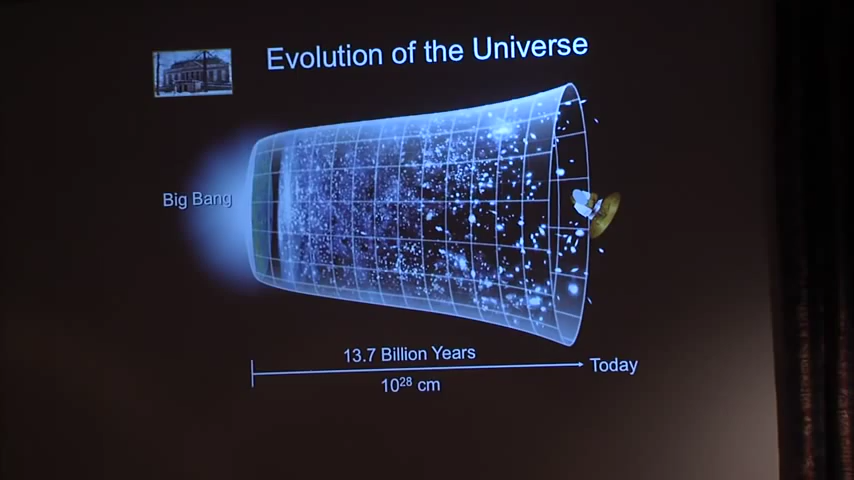 Evolution of the Universe
Big Bang
13.7 Billion Years
Today
10²⁸ cm